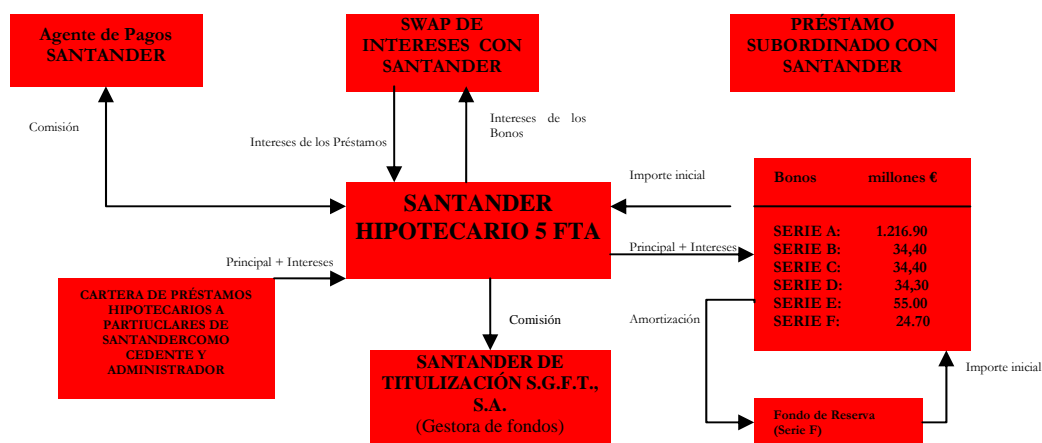 Agente de Pagos
SANTANDER
SWAP DE
INTERESES CON
SANTANDER
PRÉSTAMO
SUBORDINADO CON
SANTANDER
Comisión
Intereses de los Préstamos
Intereses de los
Bonos
SANTANDER
HIPOTECARIO 5 FTA
Importe inicial
Principal + Intereses
Bonos millones €
SERIE A: 1.216.90
SERIE B: 34,40
SERIE C: 34,40
SERIE D: 34,30
SERIE E: 55.00
SERIE F: 24.70
Principal + Intereses
CARTERA DE PRÉSTAMOS
HIPOTECARIOS A
PARTIUCLARES DE
SANTANDERCOMO
CEDENTE Y
ADMINISTRADOR
Comisión
SANTANDER DE
TITULIZACIÓN S.G.F.T.,
S.A.
(Gestora de fondos)
Amortización
Importe inicial
Fondo de Reserva
(Serie F)